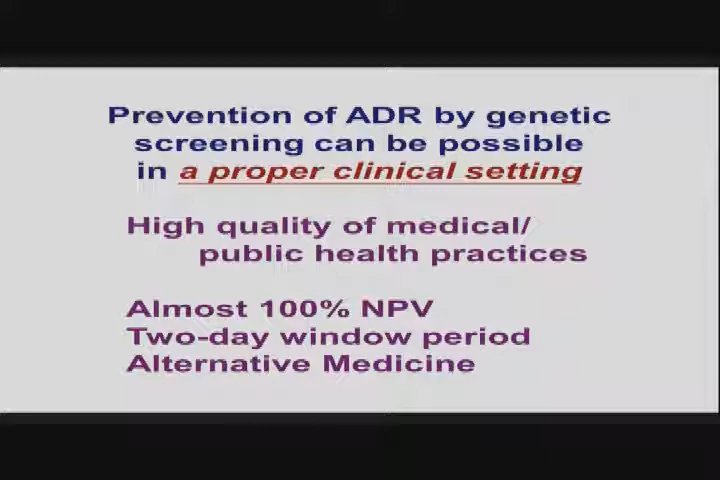 Prevention of ADR by genetic
screening can be possible
in a proper clinical setting
High quality of medical/
public health practices
Almost 100% NPV
Two-day window period
Alternative Medicine